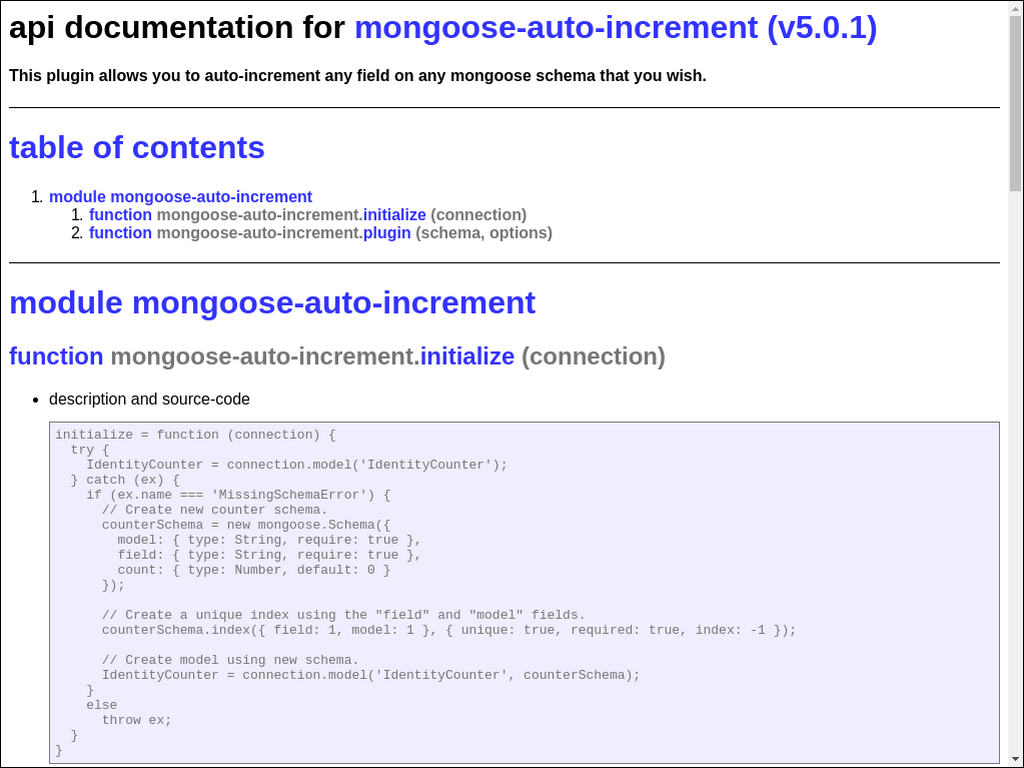 api documentation for mongoose-auto-increment (v5.0.1)
This plugin allows you to auto-increment any field on any mongoose schema that you wish.
table of contents
1. module mongoose-auto-increment
1. function mongoose-auto-increment.initialize (connection)
2. function mongoose-auto-increment.plugin (schema, options)
module mongoose-auto-increment
function mongoose-auto-increment.initialize (connection)
• description and source-code
initialize = function (connection) {
  try {
    IdentityCounter = connection.model('IdentityCounter');
  } catch (ex) {
    if (ex.name === 'MissingSchemaError') {
      // Create new counter schema.
      counterSchema = new mongoose.Schema({
        model: { type: String, require: true },
        field: { type: String, require: true },
        count: { type: Number, default: 0 }
      });

      // Create a unique index using the "field" and "model" fields.
      counterSchema.index({ field: 1, model: 1 }, { unique: true, required: true, index: -1 });

      // Create model using new schema.
      IdentityCounter = connection.model('IdentityCounter', counterSchema);
    }
    else
      throw ex;
  }
}